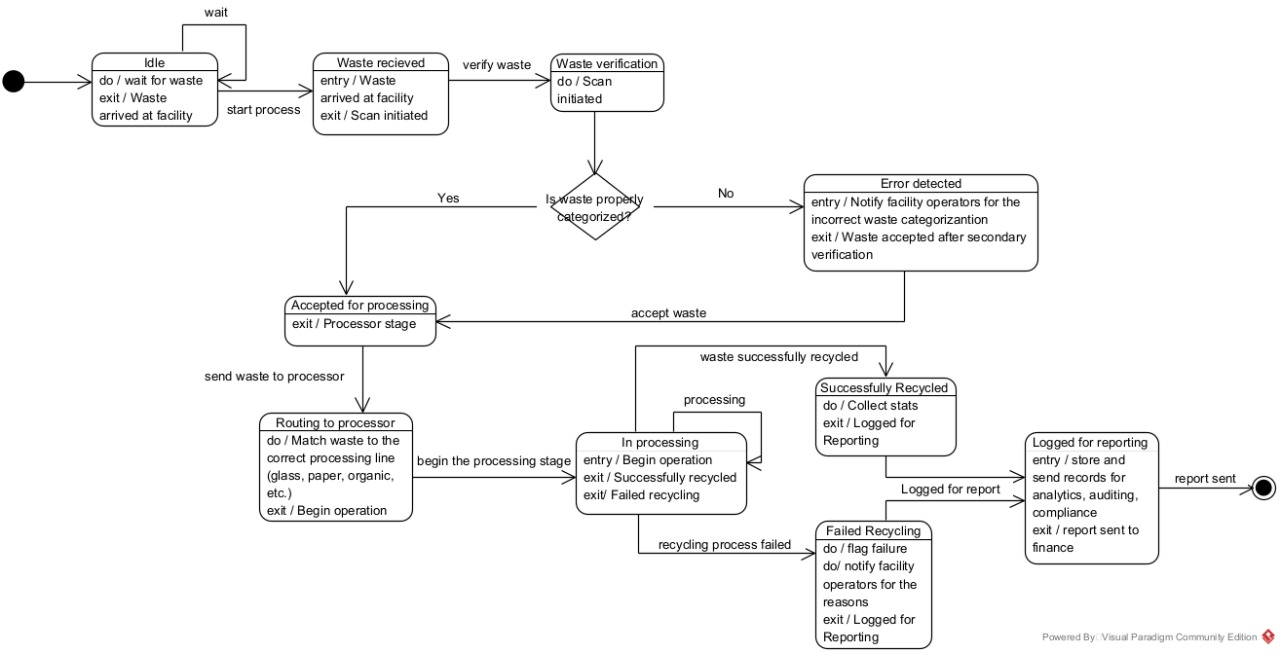 wait
Idle
do / wait for waste
exit / Waste
arrived at facility
start process
Waste recieved
entry / Waste
arrived at facility
exit / Scan initiated
verify waste
Waste verification
do / Scan
initiated
Is waste properly
categorized?
Yes
No
Error detected
entry / Notify facility operators for the
incorrect waste categorizantion
exit / Waste accepted after secondary
verification
accept waste
Accepted for processing
exit / Processor stage
send waste to processor
Routing to processor
do / Match waste to the
correct processing line
(glass, paper, organic,
etc.)
exit / Begin operation
begin the processing stage
processing
In processing
entry / Begin operation
exit / Successfully recycled
exit/ Failed recycling
waste successfully recycled
Successfully Recycled
do / Collect stats
exit / Logged for
Reporting
recycling process failed
Failed Recycling
do / flag failure
do/ notify facility
operators for the
reasons
exit / Logged for
Reporting
Logged for report
Logged for reporting
entry / store and
send records for
analytics, auditing,
compliance
exit / report sent to
finance
report sent
Powered By Visual Paradigm Community Edition